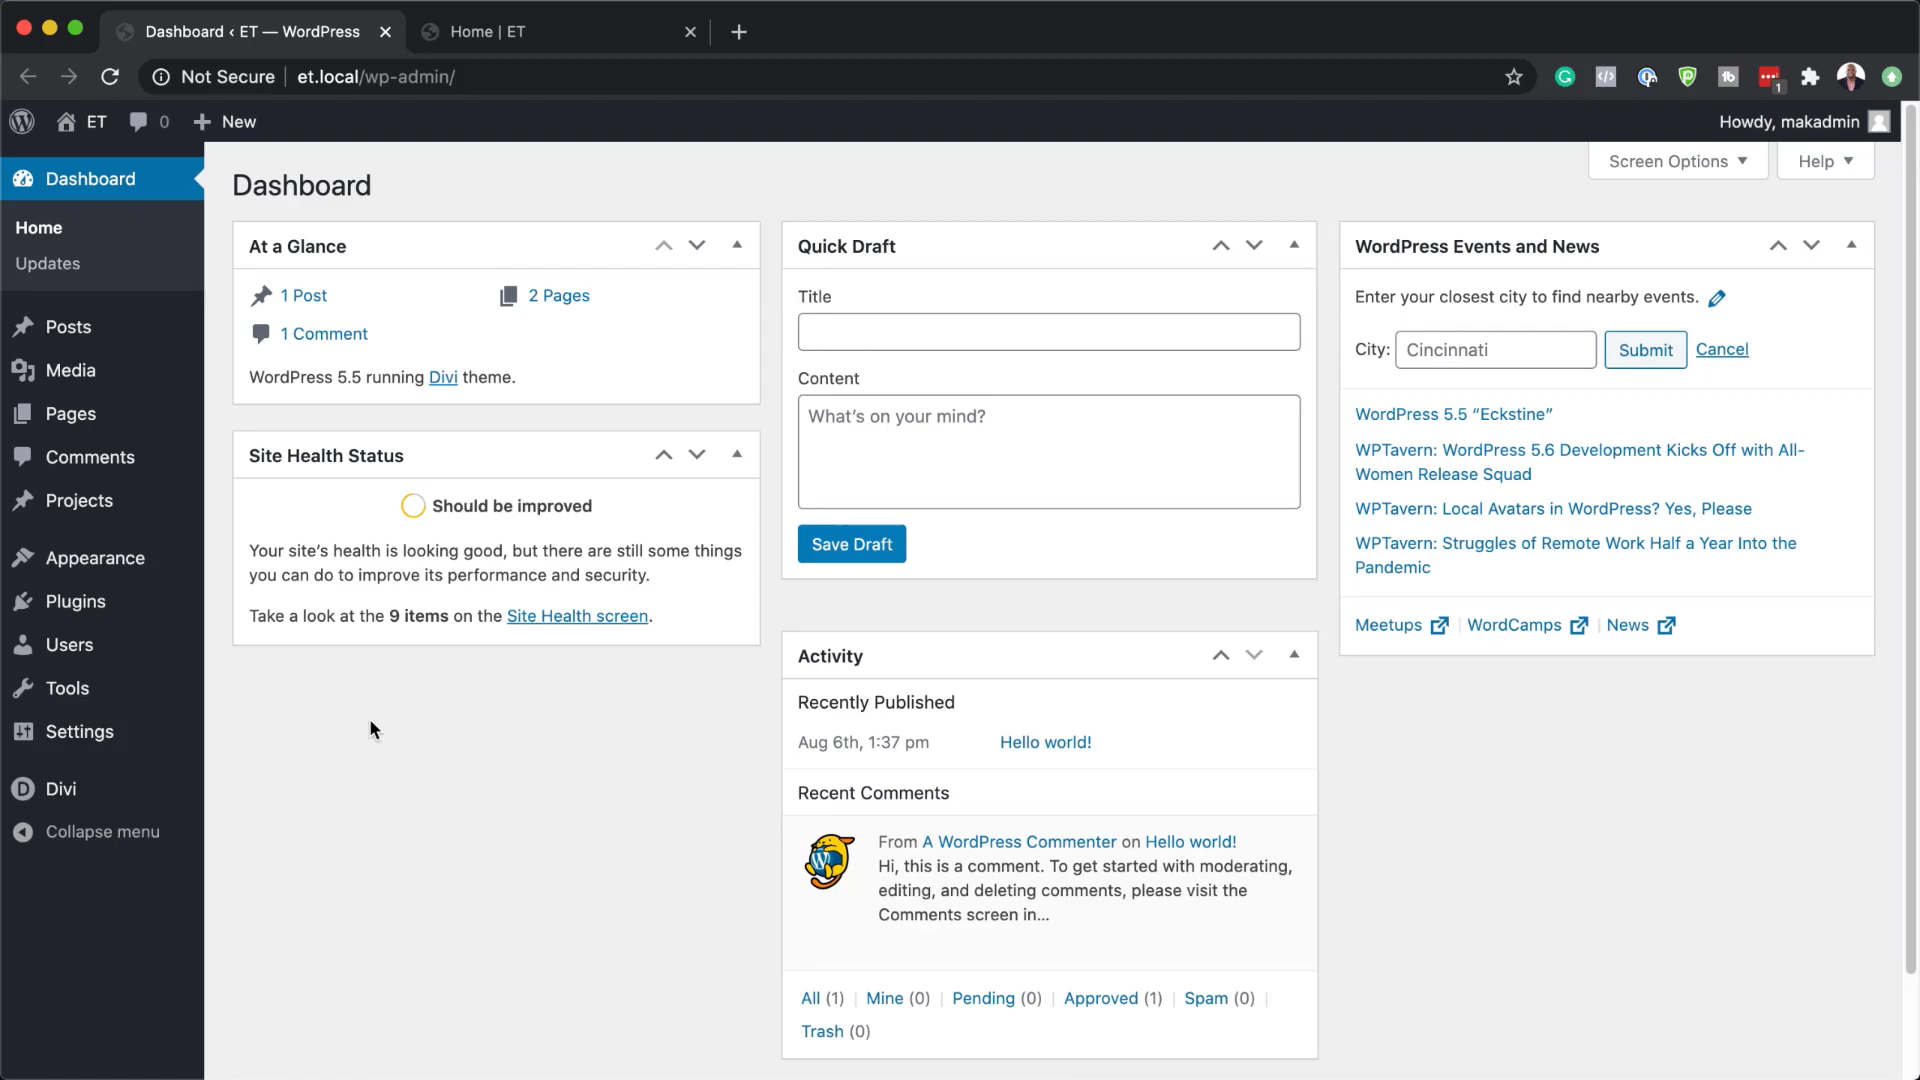 Dashboard ‹ ET — WordPress
Home | ET
Not Secure
et.local/wp-admin/
1
ET
0
New
Howdy, makadmin
Dashboard
Home
Updates
Posts
Media
Pages
Comments
Projects
Appearance
Plugins
Users
Tools
Settings
Divi
Collapse menu
Screen Options
Help
Dashboard
At a Glance
1 Post
2 Pages
1 Comment
WordPress 5.5 running Divi theme.
Site Health Status
Should be improved
Your site’s health is looking good, but there are still some things
you can do to improve its performance and security.
Take a look at the 9 items on the Site Health screen.
Quick Draft
Title
Content
What’s on your mind?
Save Draft
Activity
Recently Published
Aug 6th, 1:37 pm
Hello world!
Recent Comments
From A WordPress Commenter on Hello world!
Hi, this is a comment. To get started with moderating,
editing, and deleting comments, please visit the
Comments screen in…
All (1) | Mine (0) | Pending (0) | Approved (1) | Spam (0) |
Trash (0)
WordPress Events and News
Enter your closest city to find nearby events.
City: Cincinnati Submit Cancel
WordPress 5.5 “Eckstine”
WPTavern: WordPress 5.6 Development Kicks Off with All-
Women Release Squad
WPTavern: Local Avatars in WordPress? Yes, Please
WPTavern: Struggles of Remote Work Half a Year Into the
Pandemic
Meetups | WordCamps | News